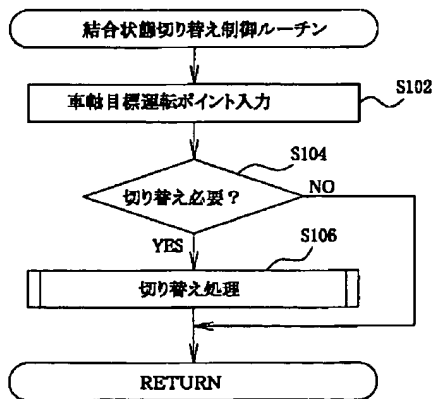 結合状態切り替え制御ルーチン
車軸目標運転ポイント入力
S102
S104
切り替え必要？
NO
YES
S106
切り替え処理
RETURN